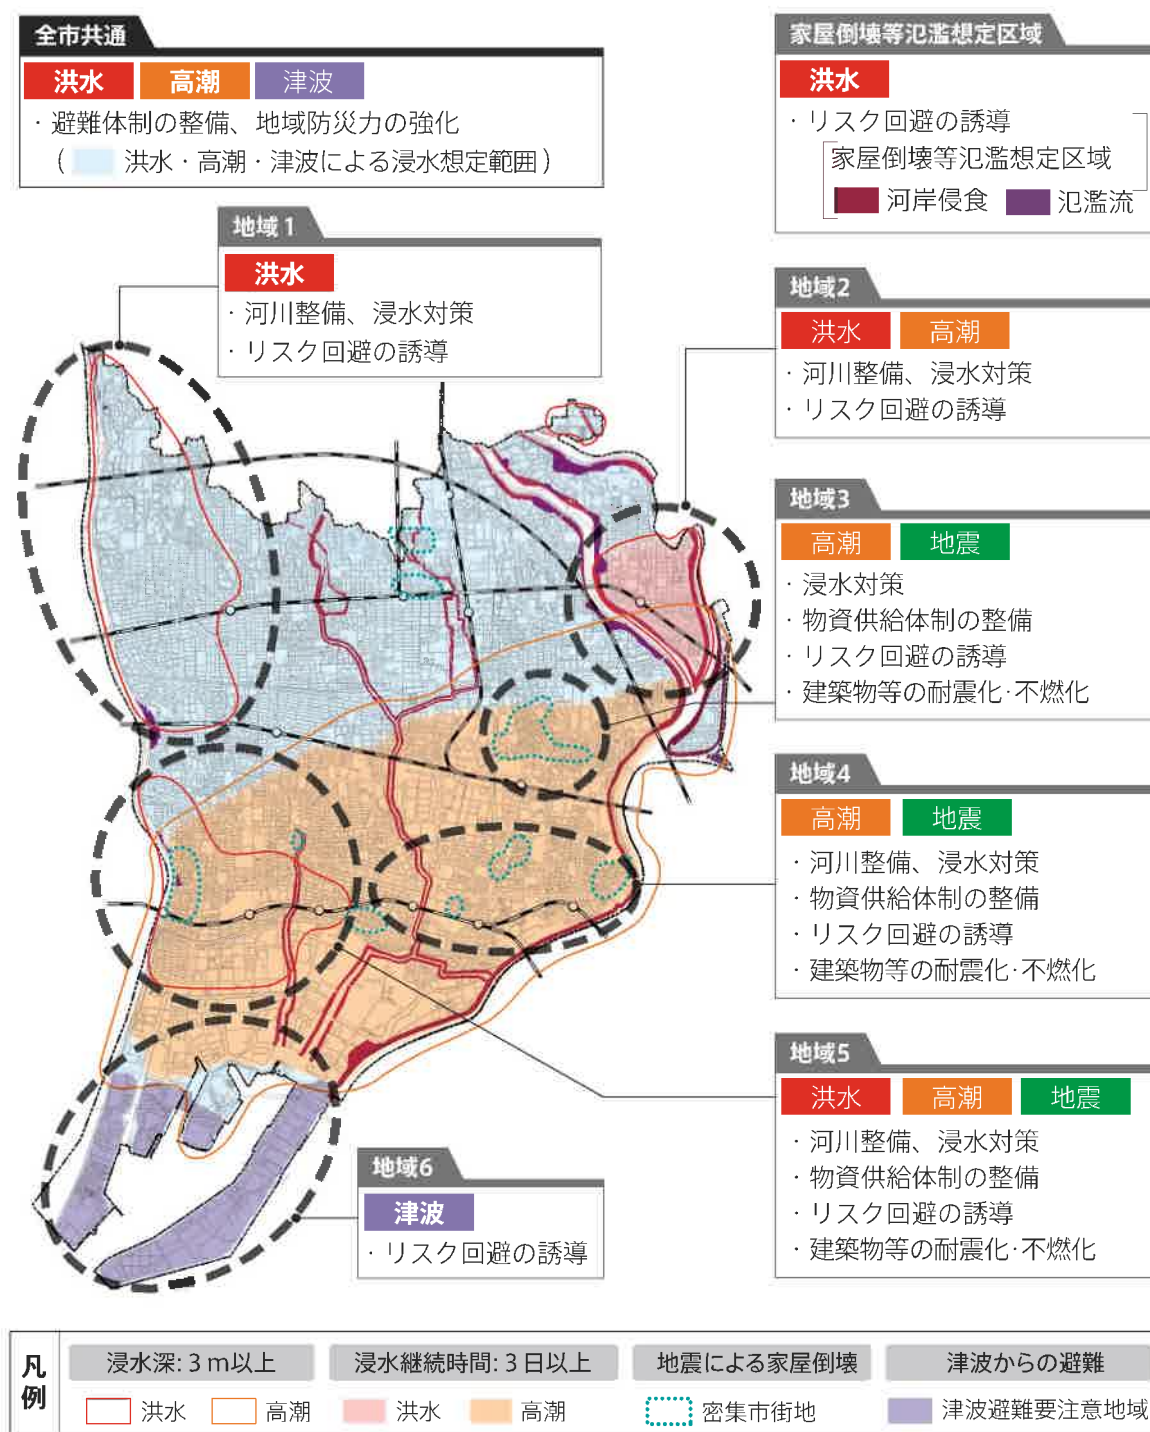 全市共通
洪水 高潮 津波
・避難体制の整備、地域防災力の強化
( 洪水・高潮・津波による浸水想定範囲)
家屋倒壊等氾濫想定区域
洪水
・リスク回避の誘導
家屋倒壊等氾濫想定区域
河岸侵食 氾濫流
地域1
洪水
・河川整備、浸水対策
・リスク回避の誘導
地域2
洪水 高潮
・河川整備、浸水対策
・リスク回避の誘導
地域3
高潮 地震
・浸水対策
・物資供給体制の整備
・リスク回避の誘導
・建築物等の耐震化・不燃化
地域4
高潮 地震
・河川整備、浸水対策
・物資供給体制の整備
・リスク回避の誘導
・建築物等の耐震化・不燃化
地域5
洪水 高潮 地震
・河川整備、浸水対策
・物資供給体制の整備
・リスク回避の誘導
・建築物等の耐震化・不燃化
地域6
津波
・リスク回避の誘導
凡例
浸水深:3m以上 浸水継続時間:3日以上 地震による家屋倒壊 津波からの避難
洪水 高潮 洪水 高潮 密集市街地 津波避難要注意地域